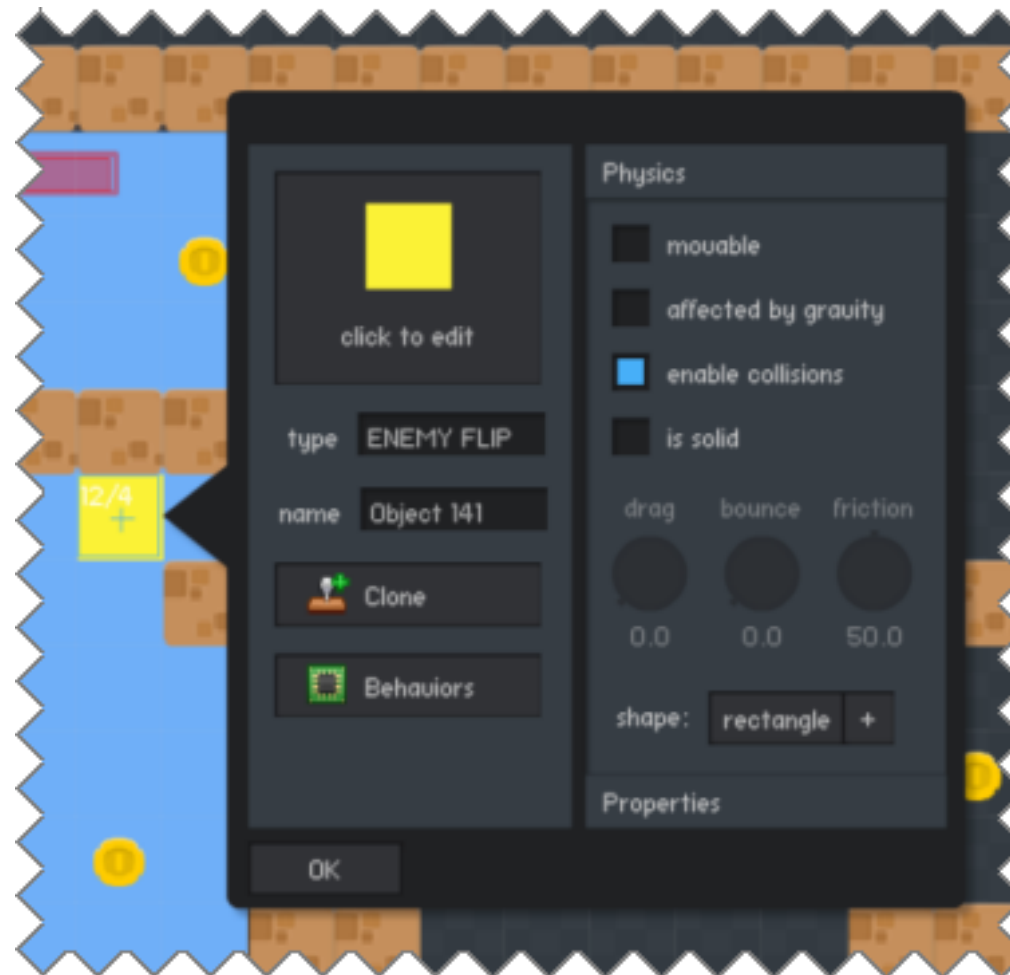 Physics
movable
click to edit
affected by gravity
enable collisions
type ENEMY FLIP
is solid
12/4
name Object 141
drag bounce friction
Clone
0.0 0.0 50.0
Behaviors
shape: rectangle +
Properties
OK